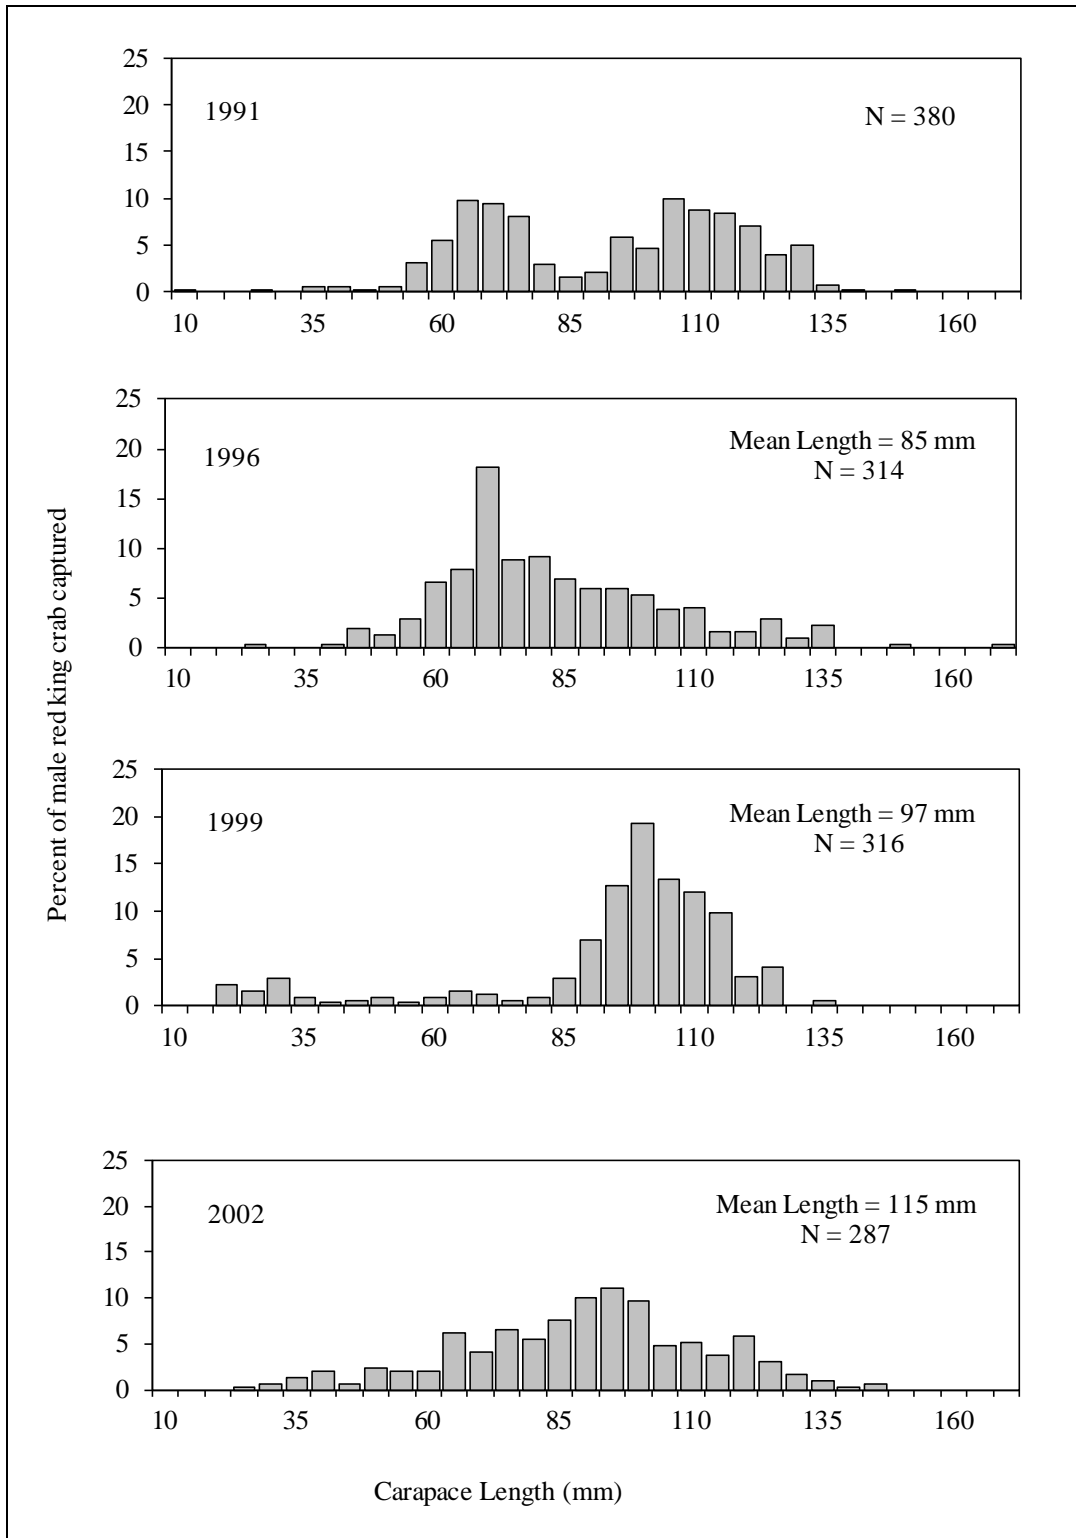 25
20
15
10
5
0
1991
N = 380
10 35 60 85 110 135 160
25
20
15
10
5
0
1996
Mean Length = 85 mm
N = 314
10 35 60 85 110 135 160
Percent of male red king crab captured
25
20
15
10
5
0
1999
Mean Length = 97 mm
N = 316
10 35 60 85 110 135 160
25
20
15
10
5
0
2002
Mean Length = 115 mm
N = 287
10 35 60 85 110 135 160
Carapace Length (mm)